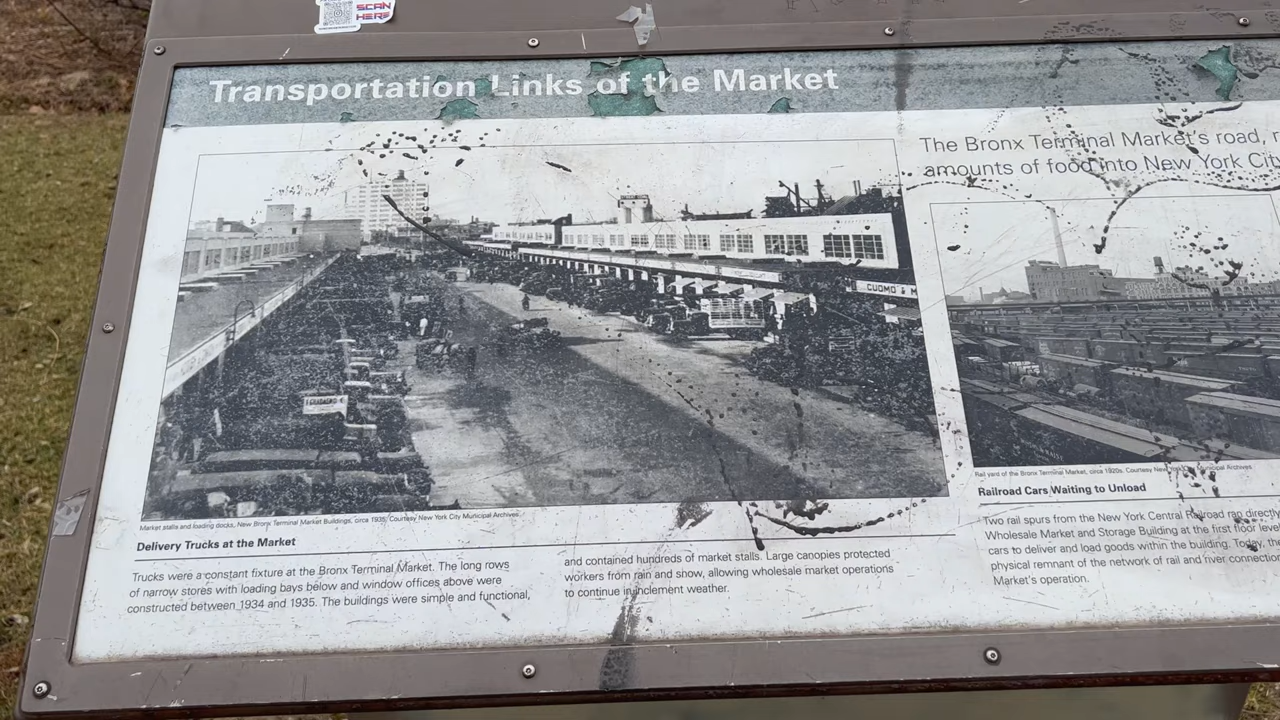 SCAN
HERE
Transportation Links of the Market
The Bronx Terminal Market's road,
amounts of food into New York City
CUOMO &
Market stalls and loading docks, New Bronx Terminal Market Buildings, circa 1935. Courtesy New York City Municipal Archives.
Delivery Trucks at the Market
Trucks were a constant fixture at the Bronx Terminal Market. The long rows
of narrow stores with loading bays below and window offices above were
constructed between 1934 and 1935. The buildings were simple and functional,
and contained hundreds of market stalls. Large canopies protected
workers from rain and snow, allowing wholesale market operations
to continue in inclement weather.
Rail yard of the Bronx Terminal Market, circa 1920s. Courtesy New York City Municipal Archives.
Railroad Cars Waiting to Unload
Two rail spurs from the New York Central Railroad ran directly
Wholesale Market and Storage Building at the first floor level
cars to deliver and load goods within the building. Today, the
physical remnant of the network of rail and river connection
Market's operation.